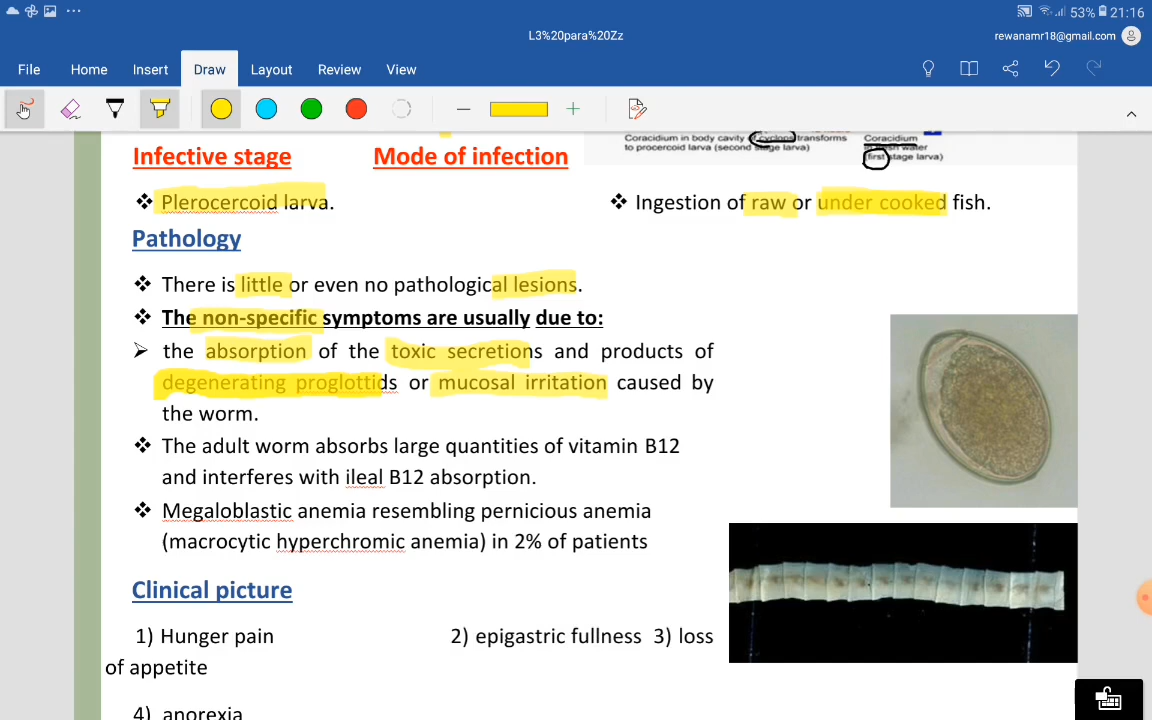 53% 21:16
L3%20para%20Zz
rewanamr18@gmail.com
File Home Insert Draw Layout Review View
Coracidium in body cavity of cyclops transforms
to procercoid larva (second stage larva)
Coracidium
water
(first stage larva)
Infective stage Mode of infection
❖ Plerocercoid larva.
❖ Ingestion of raw or under cooked fish.
Pathology
❖ There is little or even no pathological lesions.
❖ The non-specific symptoms are usually due to:
➢ the absorption of the toxic secretions and products of
degenerating proglottids or mucosal irritation caused by
the worm.
❖ The adult worm absorbs large quantities of vitamin B12
and interferes with ileal B12 absorption.
❖ Megaloblastic anemia resembling pernicious anemia
(macrocytic hyperchromic anemia) in 2% of patients
Clinical picture
1) Hunger pain 2) epigastric fullness 3) loss
of appetite
4) anorexia